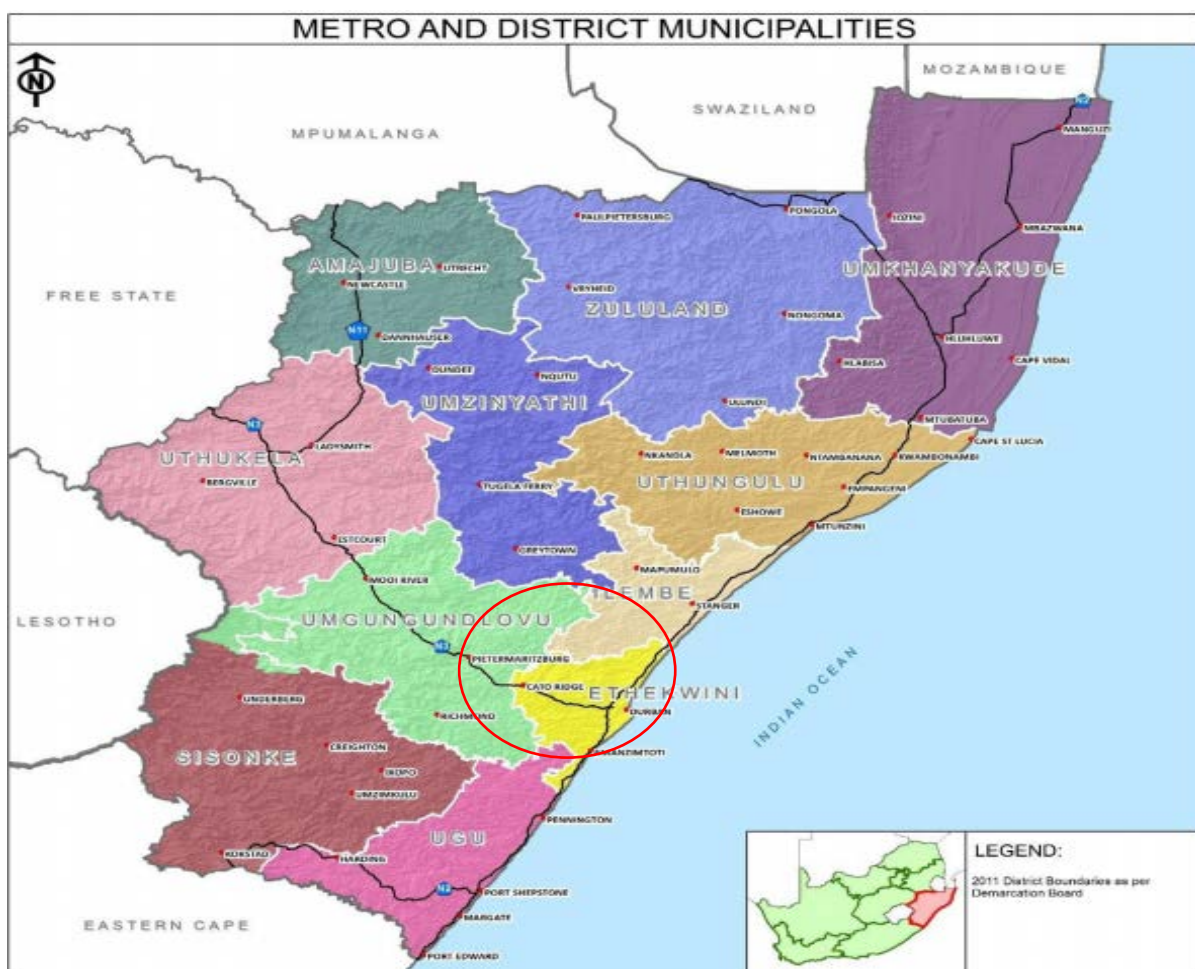 METRO AND DISTRICT MUNICIPALITIES
N
MOZAMBIQUE
SWAZILAND
MPUMALANGA
N2
MANGUZI
PAULPIETERSBURG
PONGOLA
JOZINI
MBAZWANA
AMAJUBA
UTRECHT
UMKHANYAKUDE
NEWCASTLE
FREE STATE
VRYHEID
ZULULAND
NONGOMA
N11
DANNHAUSER
HLUHLUWE
HLABISA
CAPE VIDAL
DUNDEE
NQUTU
UMZINYATHI
ULUNDI
MTUBATUBA
N3
LADYSMITH
CAPE ST LUCIA
UTHUKELA
NKANDLA
MELMOTH
NTAMBANANA
KWAMBONAMBI
BERGVILLE
TUGELA FERRY
UTHUNGULU
EMPANGENI
ESHOWE
MTUNZINI
ESTCOURT
GREYTOWN
MOOI RIVER
MAPUMULO
ILEMBE
STANGER
LESOTHO
UMGUNGUNDLOVU
N3
PIETERMARITZBURG
CATO RIDGE
ETHEKWINI
INDIAN OCEAN
UNDERBERG
DURBAN
RICHMOND
CREIGHTON
AMANZIMTOTI
SISONKE
IXOPO
UMZIMKULU
PENNINGTON
UGU
KOKSTAD
HARDING
N2
PORT SHEPSTONE
MARGATE
EASTERN CAPE
PORT EDWARD
LEGEND:
2011 District Boundaries as per
Demarcation Board